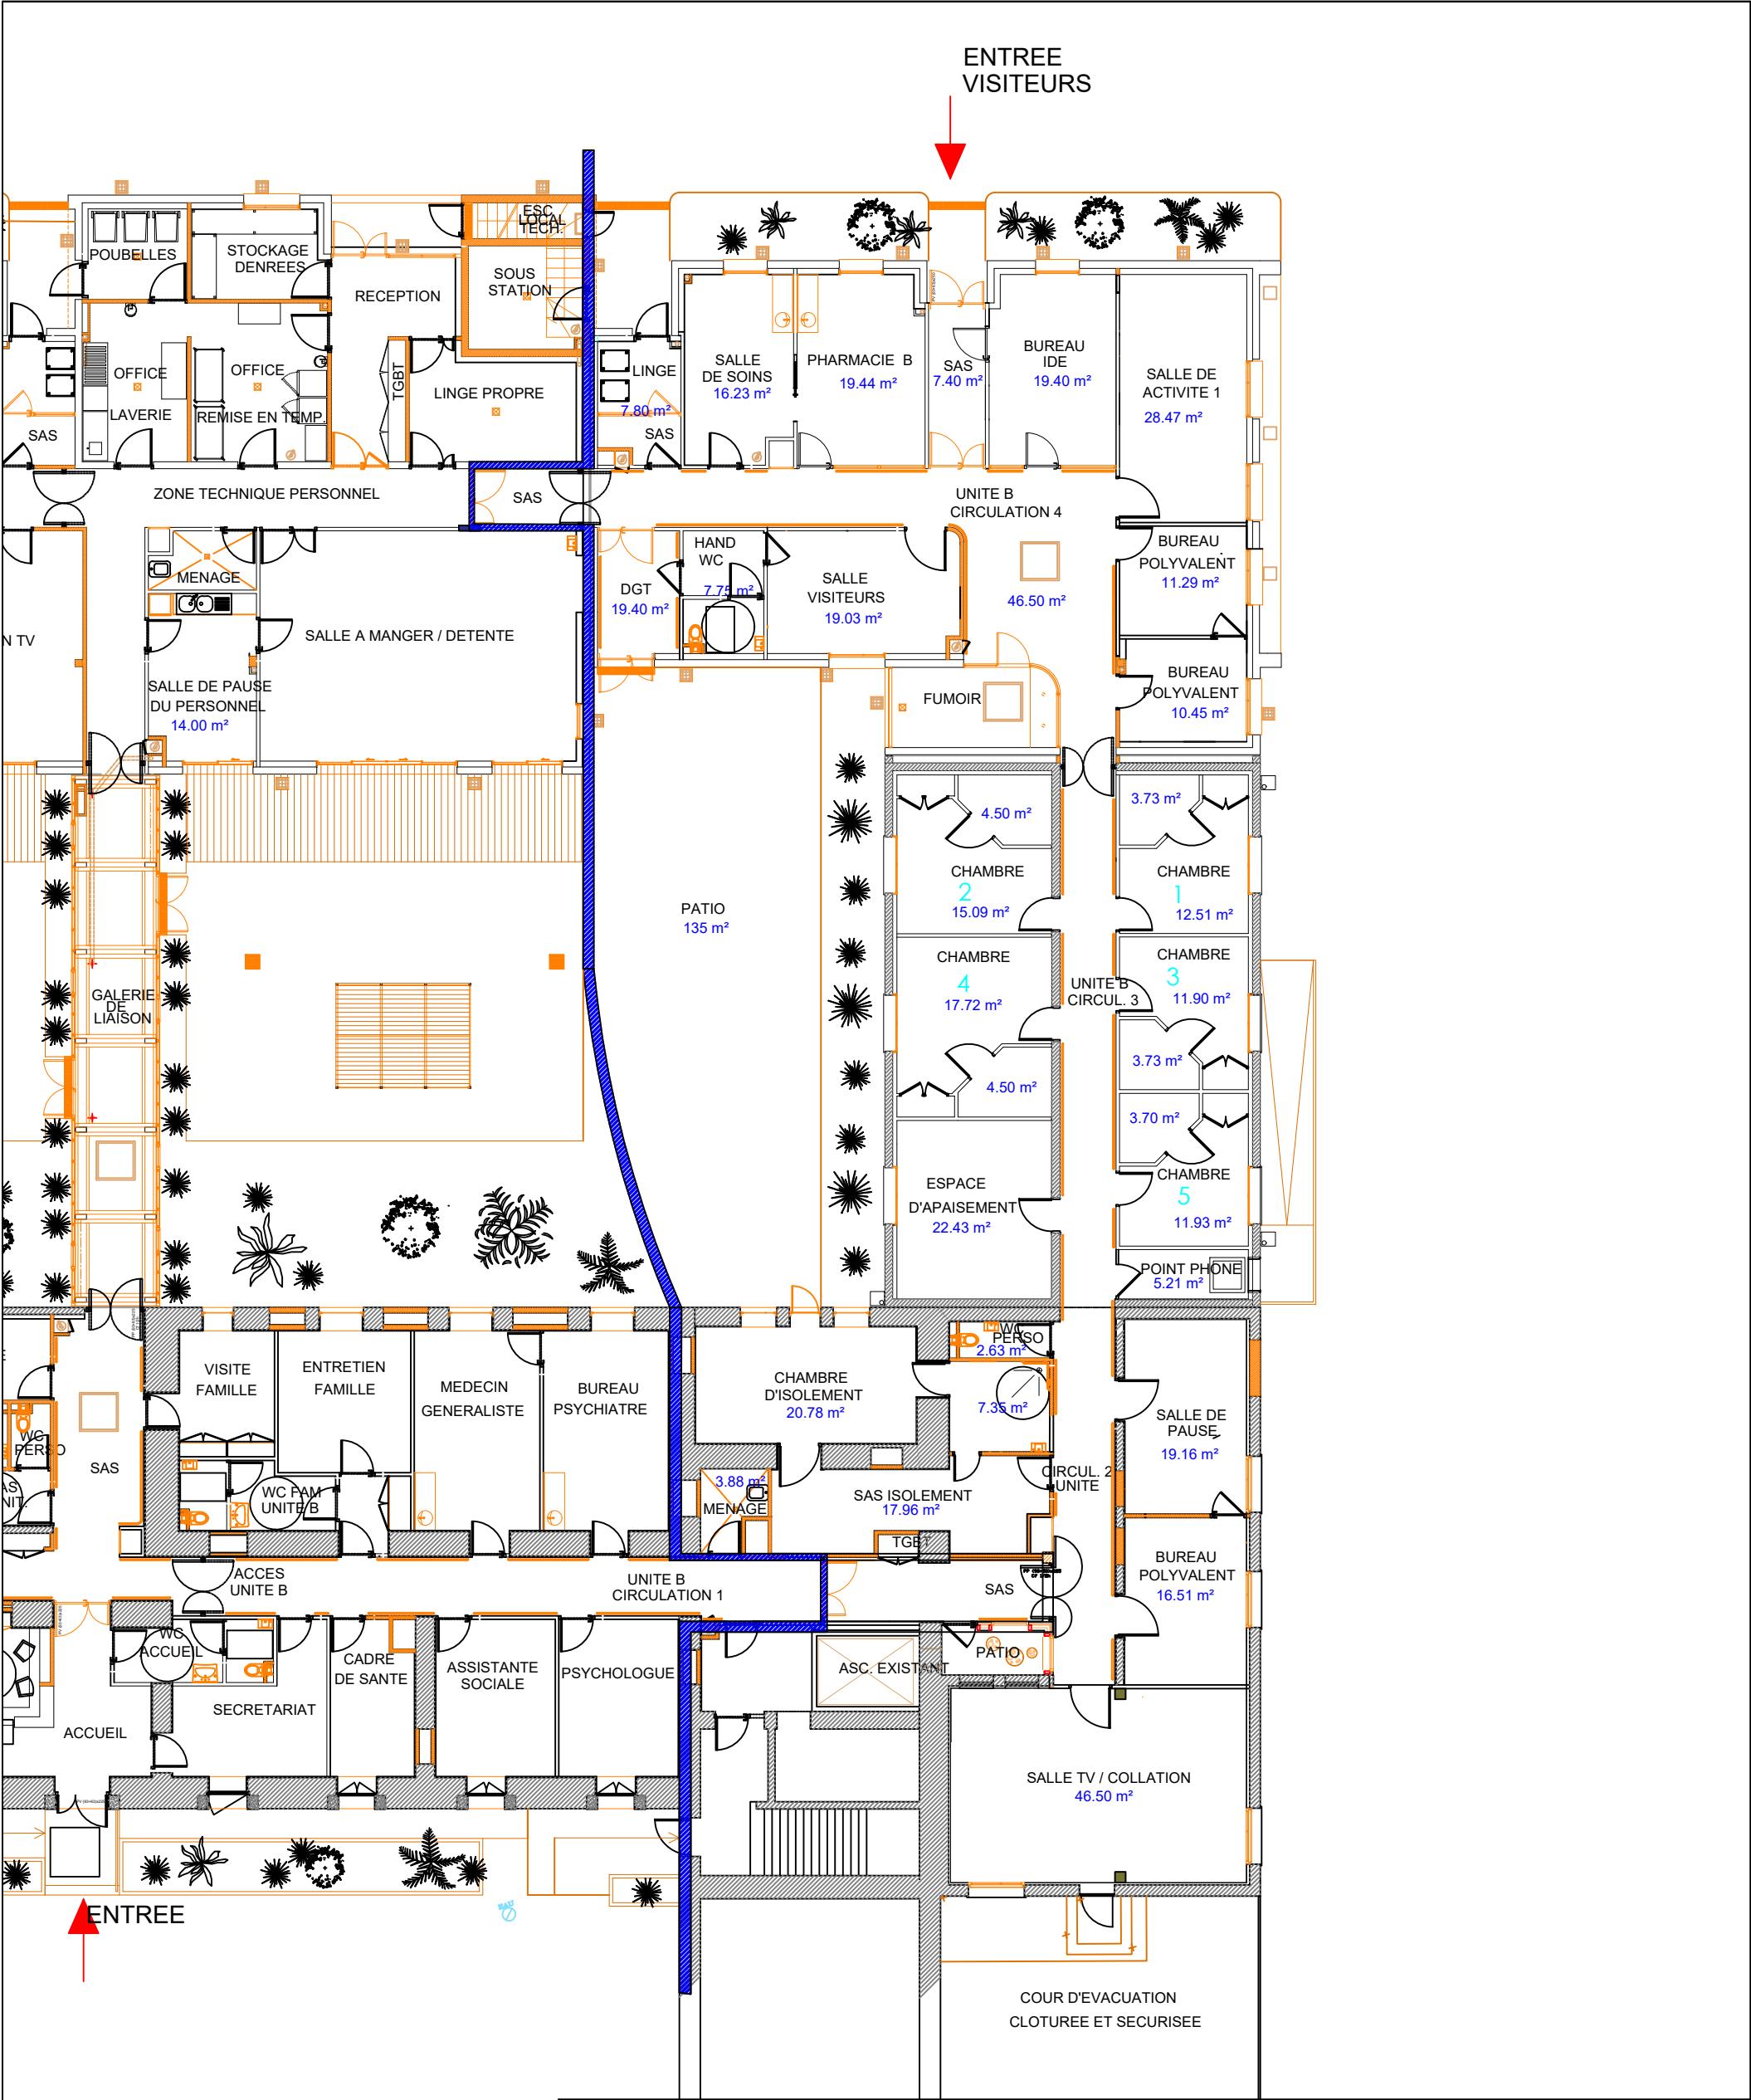 ENTREE
VISITEURS
POUBELLES
STOCKAGE
DENREES
RECEPTION
ESC.
LOCAL
TECH.
SOUS
STATION
OFFICE
LAVERIE
OFFICE
REMISE EN TEMP.
TGBT
LINGE PROPRE
SAS
LINGE
7.80 m²
SAS
SALLE
DE SOINS
16.23 m²
PHARMACIE B
19.44 m²
SAS
7.40 m²
BUREAU
IDE
19.40 m²
SALLE DE
ACTIVITE 1
28.47 m²
ZONE TECHNIQUE PERSONNEL
SAS
UNITE B
CIRCULATION 4
46.50 m²
MENAGE
SALLE A MANGER / DETENTE
N TV
SALLE DE PAUSE
DU PERSONNEL
14.00 m²
DGT
19.40 m²
HAND
WC
7.75 m²
SALLE
VISITEURS
19.03 m²
BUREAU
POLYVALENT
11.29 m²
BUREAU
POLYVALENT
10.45 m²
FUMOIR
PATIO
135 m²
4.50 m²
CHAMBRE
2
15.09 m²
3.73 m²
CHAMBRE
1
12.51 m²
CHAMBRE
4
17.72 m²
4.50 m²
UNITE B
CIRCUL. 3
CHAMBRE
3
11.90 m²
3.73 m²
3.70 m²
CHAMBRE
5
11.93 m²
ESPACE
D'APAISEMENT
22.43 m²
POINT PHONE
5.21 m²
GALERIE
DE
LIAISON
VISITE
FAMILLE
ENTRETIEN
FAMILLE
MEDECIN
GENERALISTE
BUREAU
PSYCHIATRE
CHAMBRE
D'ISOLEMENT
20.78 m²
WC
PERSO
2.63 m²
7.35 m²
SALLE DE
PAUSE
19.16 m²
WC
PERSO
SAS
AS
NIT.
E
WC FAM
UNITE B
3.88 m²
MENAGE
SAS ISOLEMENT
17.96 m²
TGBT
CIRCUL. 2
UNITE
BUREAU
POLYVALENT
16.51 m²
ACCES
UNITE B
UNITE B
CIRCULATION 1
SAS
WC
ACCUEIL
SECRETARIAT
CADRE
DE SANTE
ASSISTANTE
SOCIALE
PSYCHOLOGUE
ASC. EXISTANT
PATIO
ACCUEIL
SALLE TV / COLLATION
46.50 m²
EAU
ENTREE
COUR D'EVACUATION
CLOTUREE ET SECURISEE